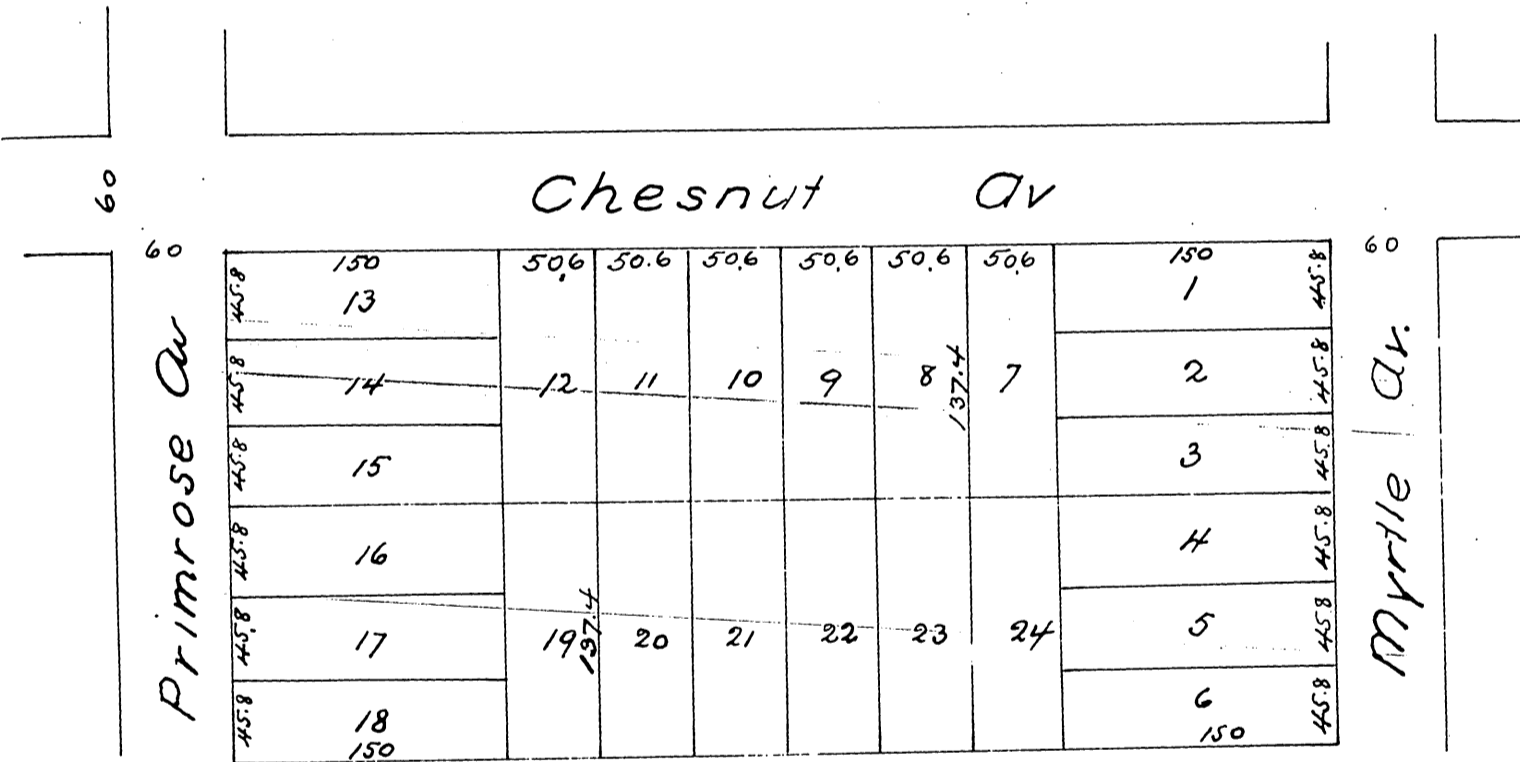 Chesnut Av
60
60
60
150 50.6 50.6 50.6 50.6 50.6 50.6 150
45.8 13 1 45.8
45.8 14 12 11 10 9 8 137.4 7 2 45.8
45.8 15 3 45.8
45.8 16 4 45.8
45.8 17 19 137.4 20 21 22 23 24 5 45.8
45.8 18 6 45.8
150 150
Primrose Av
Myrtle Av.